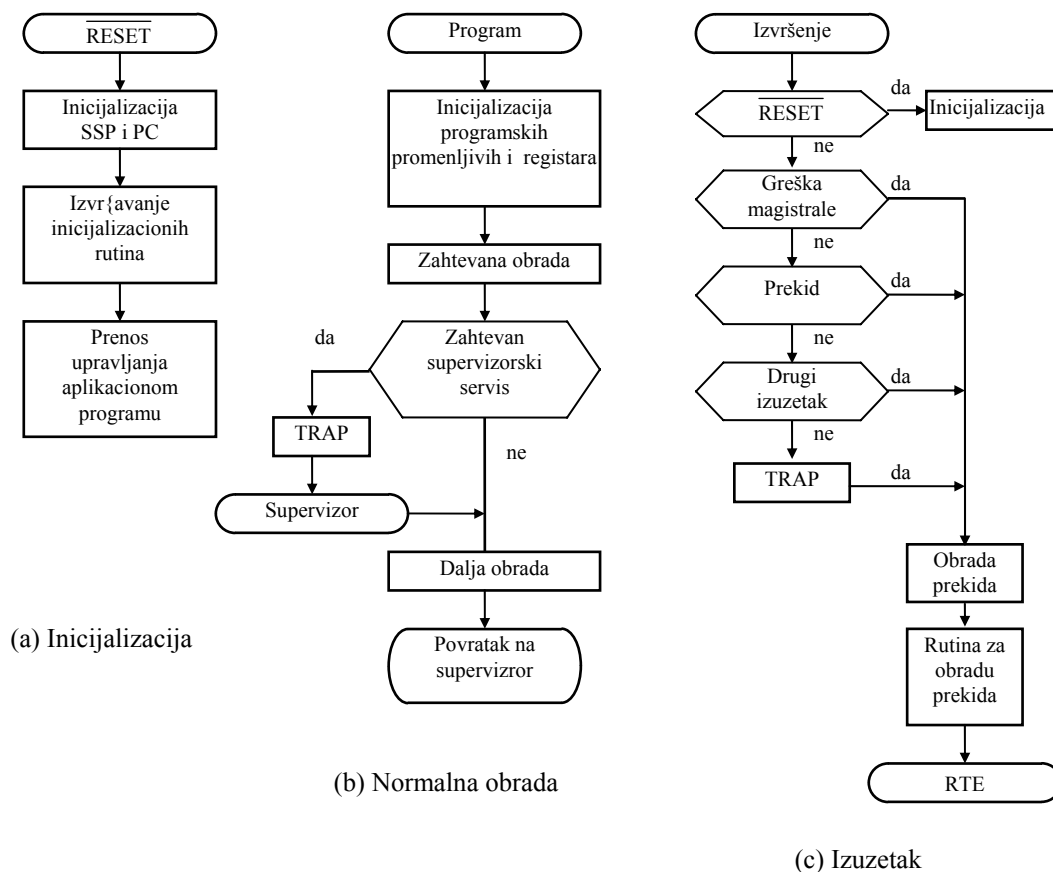 RESET
Inicijalizacija
SSP i PC
Izvr{avanje
inicijalizacionih
rutina
Prenos
upravljanja
aplikacionom
programu
(a) Inicijalizacija
Program
Inicijalizacija
programskih
promenljivih i registara
Zahtevana obrada
Zahtevan
supervizorski
servis
da
TRAP
ne
Supervizor
Dalja obrada
Povratak na
supervizror
(b) Normalna obrada
Izvršenje
RESET
da
Inicijalizacija
ne
Greška
magistrale
da
ne
Prekid
da
ne
Drugi
izuzetak
da
ne
TRAP
da
Obrada
prekida
Rutina za
obradu
prekida
RTE
(c) Izuzetak